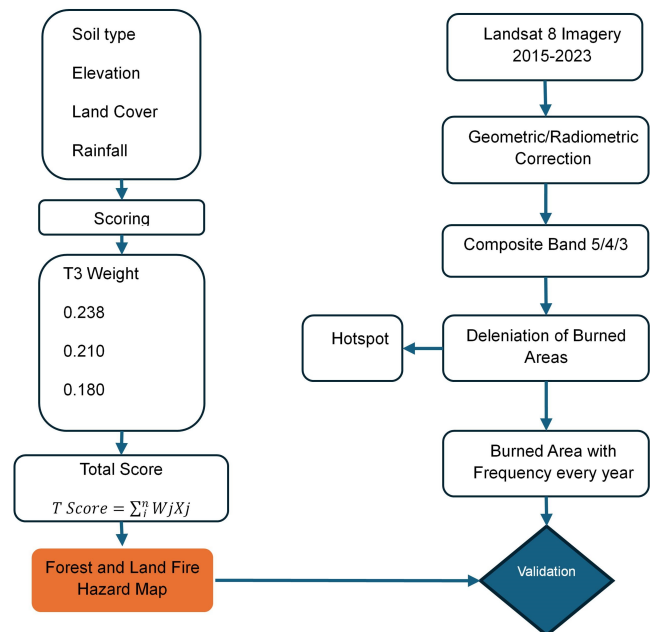 Soil type
Elevation
Land Cover
Rainfall
Scoring
T3 Weight
0.238
0.210
0.180
Total Score
T Score = ∑ᵢⁿ WjXj
Forest and Land Fire
Hazard Map
Landsat 8 Imagery
2015-2023
Geometric/Radiometric
Correction
Composite Band 5/4/3
Hotspot
Deleniation of Burned
Areas
Burned Area with
Frequency every year
Validation